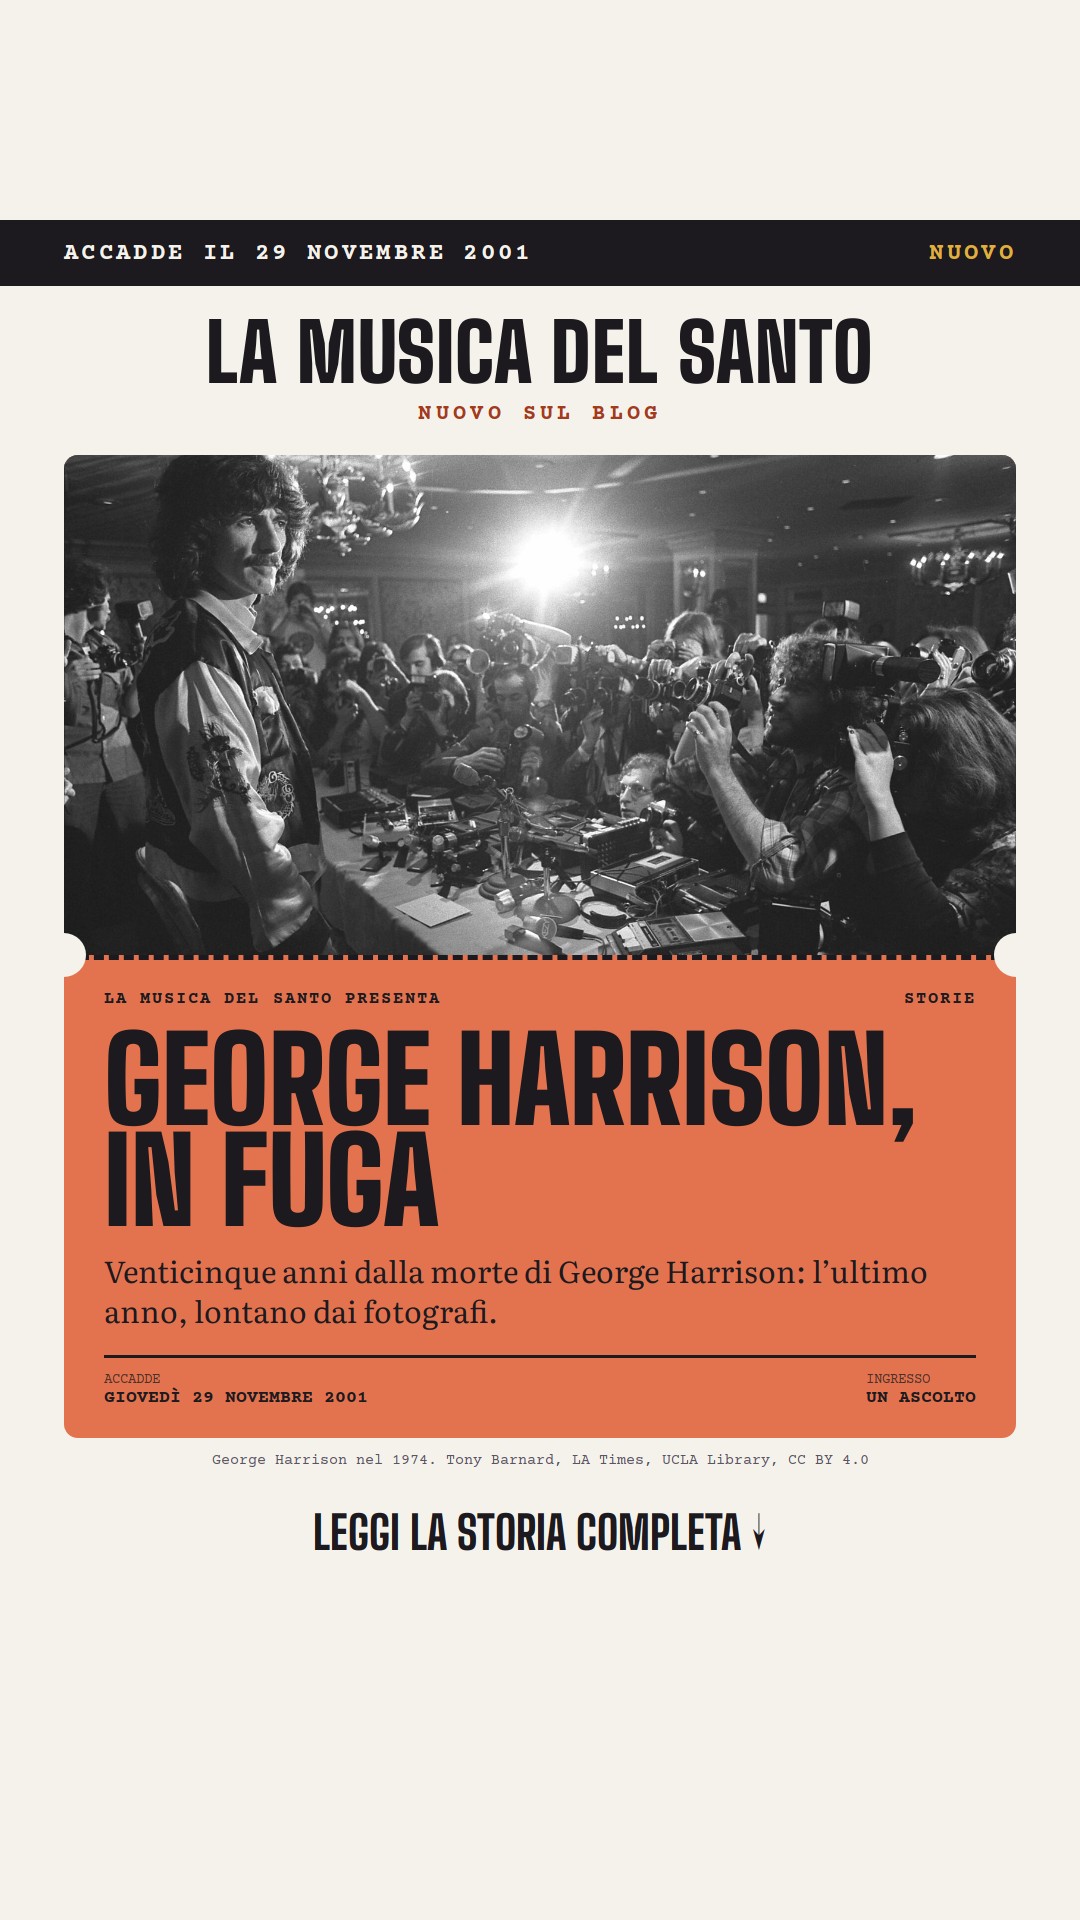 ACCADDE IL 29 NOVEMBRE 2001
NUOVO
LA MUSICA DEL SANTO
NUOVO SUL BLOG
LA MUSICA DEL SANTO PRESENTA
STORIE
GEORGE HARRISON,
IN FUGA
Venticinque anni dalla morte di George Harrison: l’ultimo
anno, lontano dai fotografi.
ACCADDE
INGRESSO
GIOVEDÌ 29 NOVEMBRE 2001
UN ASCOLTO
George Harrison nel 1974. Tony Barnard, LA Times, UCLA Library, CC BY 4.0
LEGGI LA STORIA COMPLETA ↓